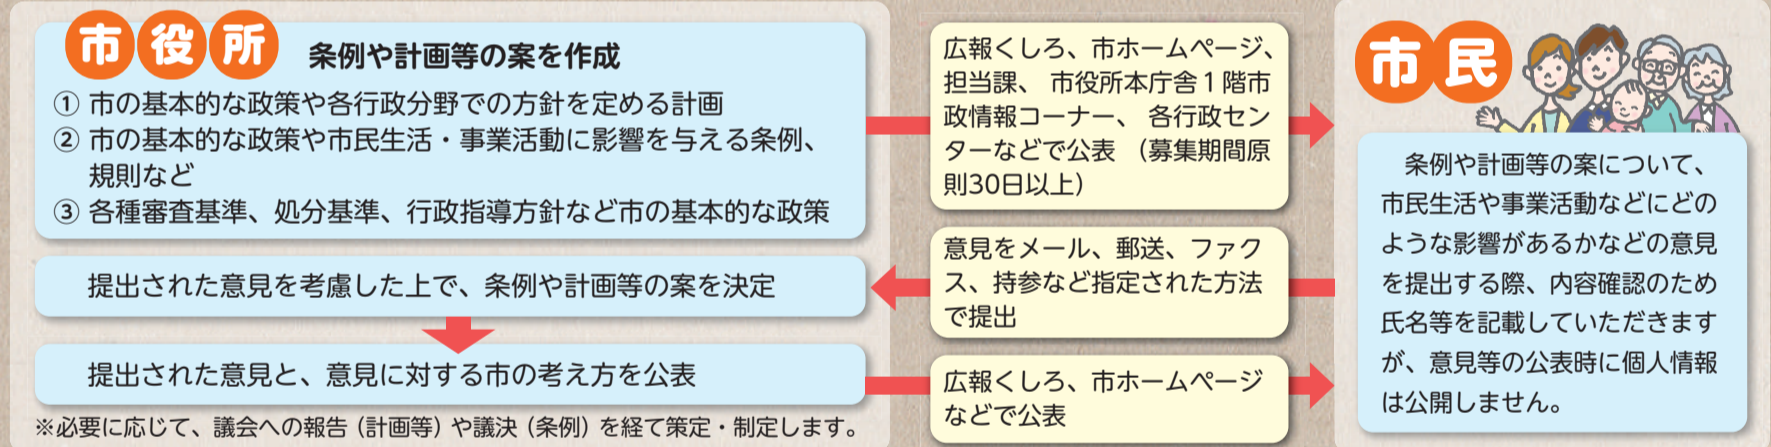 市役所
条例や計画等の案を作成
① 市の基本的な政策や各行政分野での方針を定める計画
② 市の基本的な政策や市民生活・事業活動に影響を与える条例、
規則など
③ 各種審査基準、処分基準、行政指導方針など市の基本的な政策
広報くしろ、市ホームページ、
担当課、 市役所本庁舎1階市
政情報コーナー、 各行政セン
ターなどで公表 （募集期間原
則30日以上）
市民
条例や計画等の案について、
市民生活や事業活動などにどの
ような影響があるかなどの意見
を提出する際、内容確認のため
氏名等を記載していただきます
が、意見等の公表時に個人情報
は公開しません。
意見をメール、郵送、ファク
ス、持参など指定された方法
で提出
提出された意見を考慮した上で、条例や計画等の案を決定
提出された意見と、意見に対する市の考え方を公表
広報くしろ、市ホームページ
などで公表
※必要に応じて、議会への報告（計画等）や議決（条例）を経て策定・制定します。